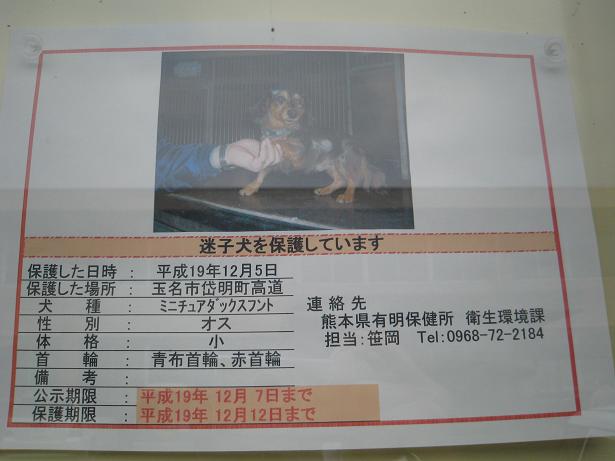 迷子犬を保護しています
保護した日時 : 平成19年12月5日
保護した場所 : 玉名市岱明町高道
犬種 : ミニチュアダックスフント
性別 : オス
体格 : 小
首輪 : 青布首輪、赤首輪
備考 :
公示期限 : 平成19年 12月 7日まで
保護期限 : 平成19年 12月12日まで
連絡先
熊本県有明保健所 衛生環境課
担当:笹岡 Tel:0968-72-2184